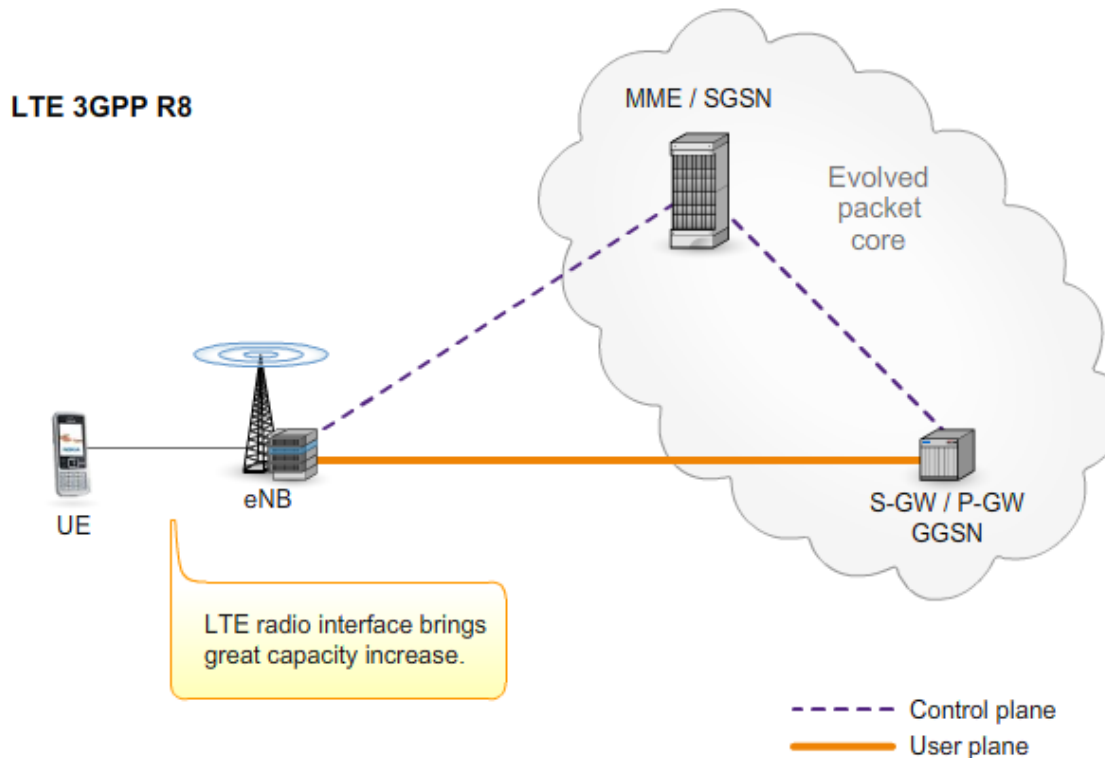 LTE 3GPP R8
MME / SGSN
Evolved
packet
core
eNB
UE
S-GW / P-GW
GGSN
LTE radio interface brings
great capacity increase.
Control plane
User plane